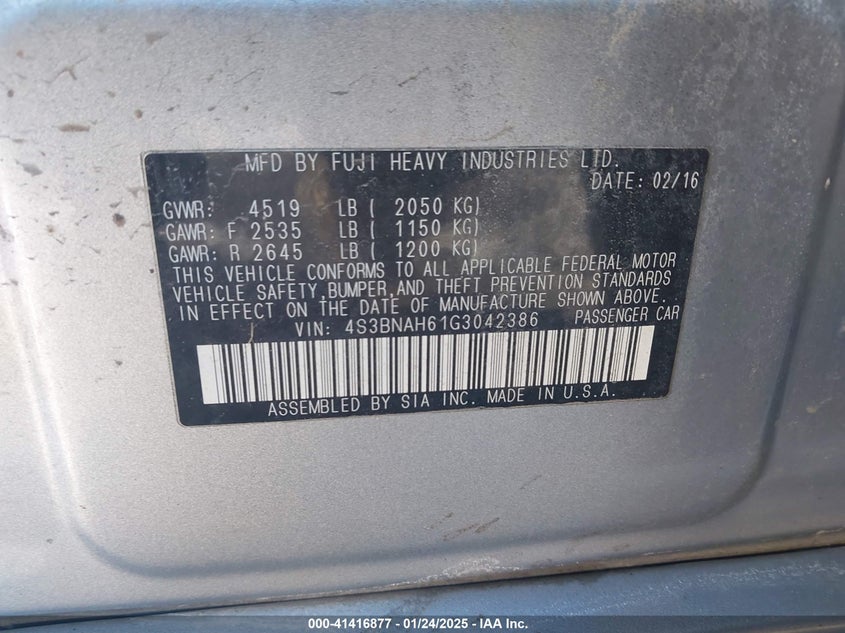 MFD BY FUJI HEAVY INDUSTRIES LTD.
DATE: 02/16
GVWR: 4519 LB ( 2050 KG)
GAWR: F 2535 LB ( 1150 KG)
GAWR: R 2645 LB ( 1200 KG)
THIS VEHICLE CONFORMS TO ALL APPLICABLE FEDERAL MOTOR
VEHICLE SAFETY, BUMPER, AND THEFT PREVENTION STANDARDS
IN EFFECT ON THE DATE OF MANUFACTURE SHOWN ABOVE.
VIN: 4S3BNAH61G3042386 PASSENGER CAR
ASSEMBLED BY SIA INC. MADE IN U.S.A.
000-41416877 - 01/24/2025 - IAA Inc.